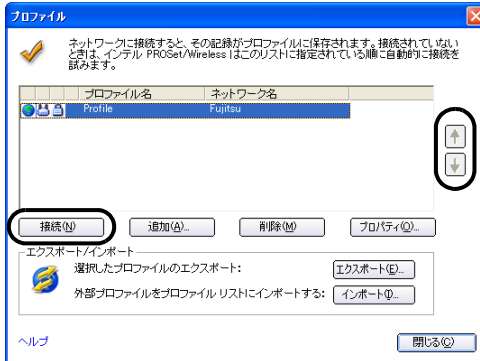 プロファイル
ネットワークに接続すると、その記録がプロファイルに保存されます。接続されていない
ときは、インテル PROSet/Wireless はこのリストに指定されている順に自動的に接続を
試みます。
プロファイル名 ネットワーク名
Profile Fujitsu
接続(N) 追加(A)... 削除(M) プロパティ(O)...
エクスポート/インポート
選択したプロファイルのエクスポート: エクスポート(E)...
外部プロファイルをプロファイル リストにインポートする: インポート(I)...
ヘルプ 閉じる(C)